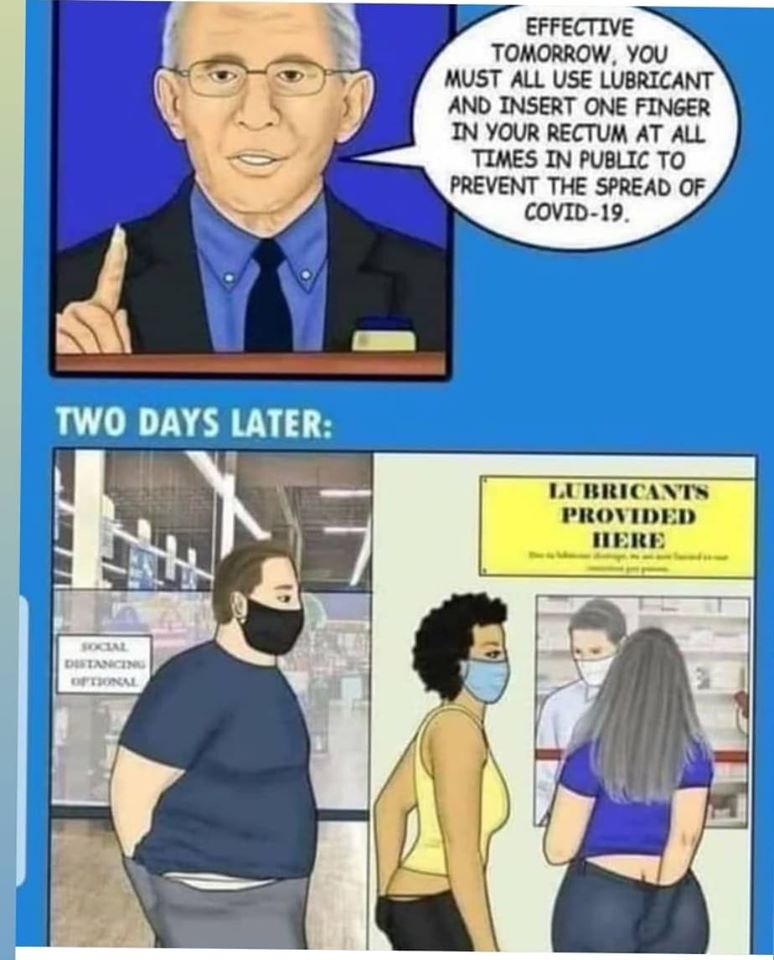 EFFECTIVE
TOMORROW, YOU
MUST ALL USE LUBRICANT
AND INSERT ONE FINGER
IN YOUR RECTUM AT ALL
TIMES IN PUBLIC TO
PREVENT THE SPREAD OF
COVID-19.
TWO DAYS LATER:
LUBRICANTS
PROVIDED
HERE
SOCIAL
DISTANCING
OPTIONAL